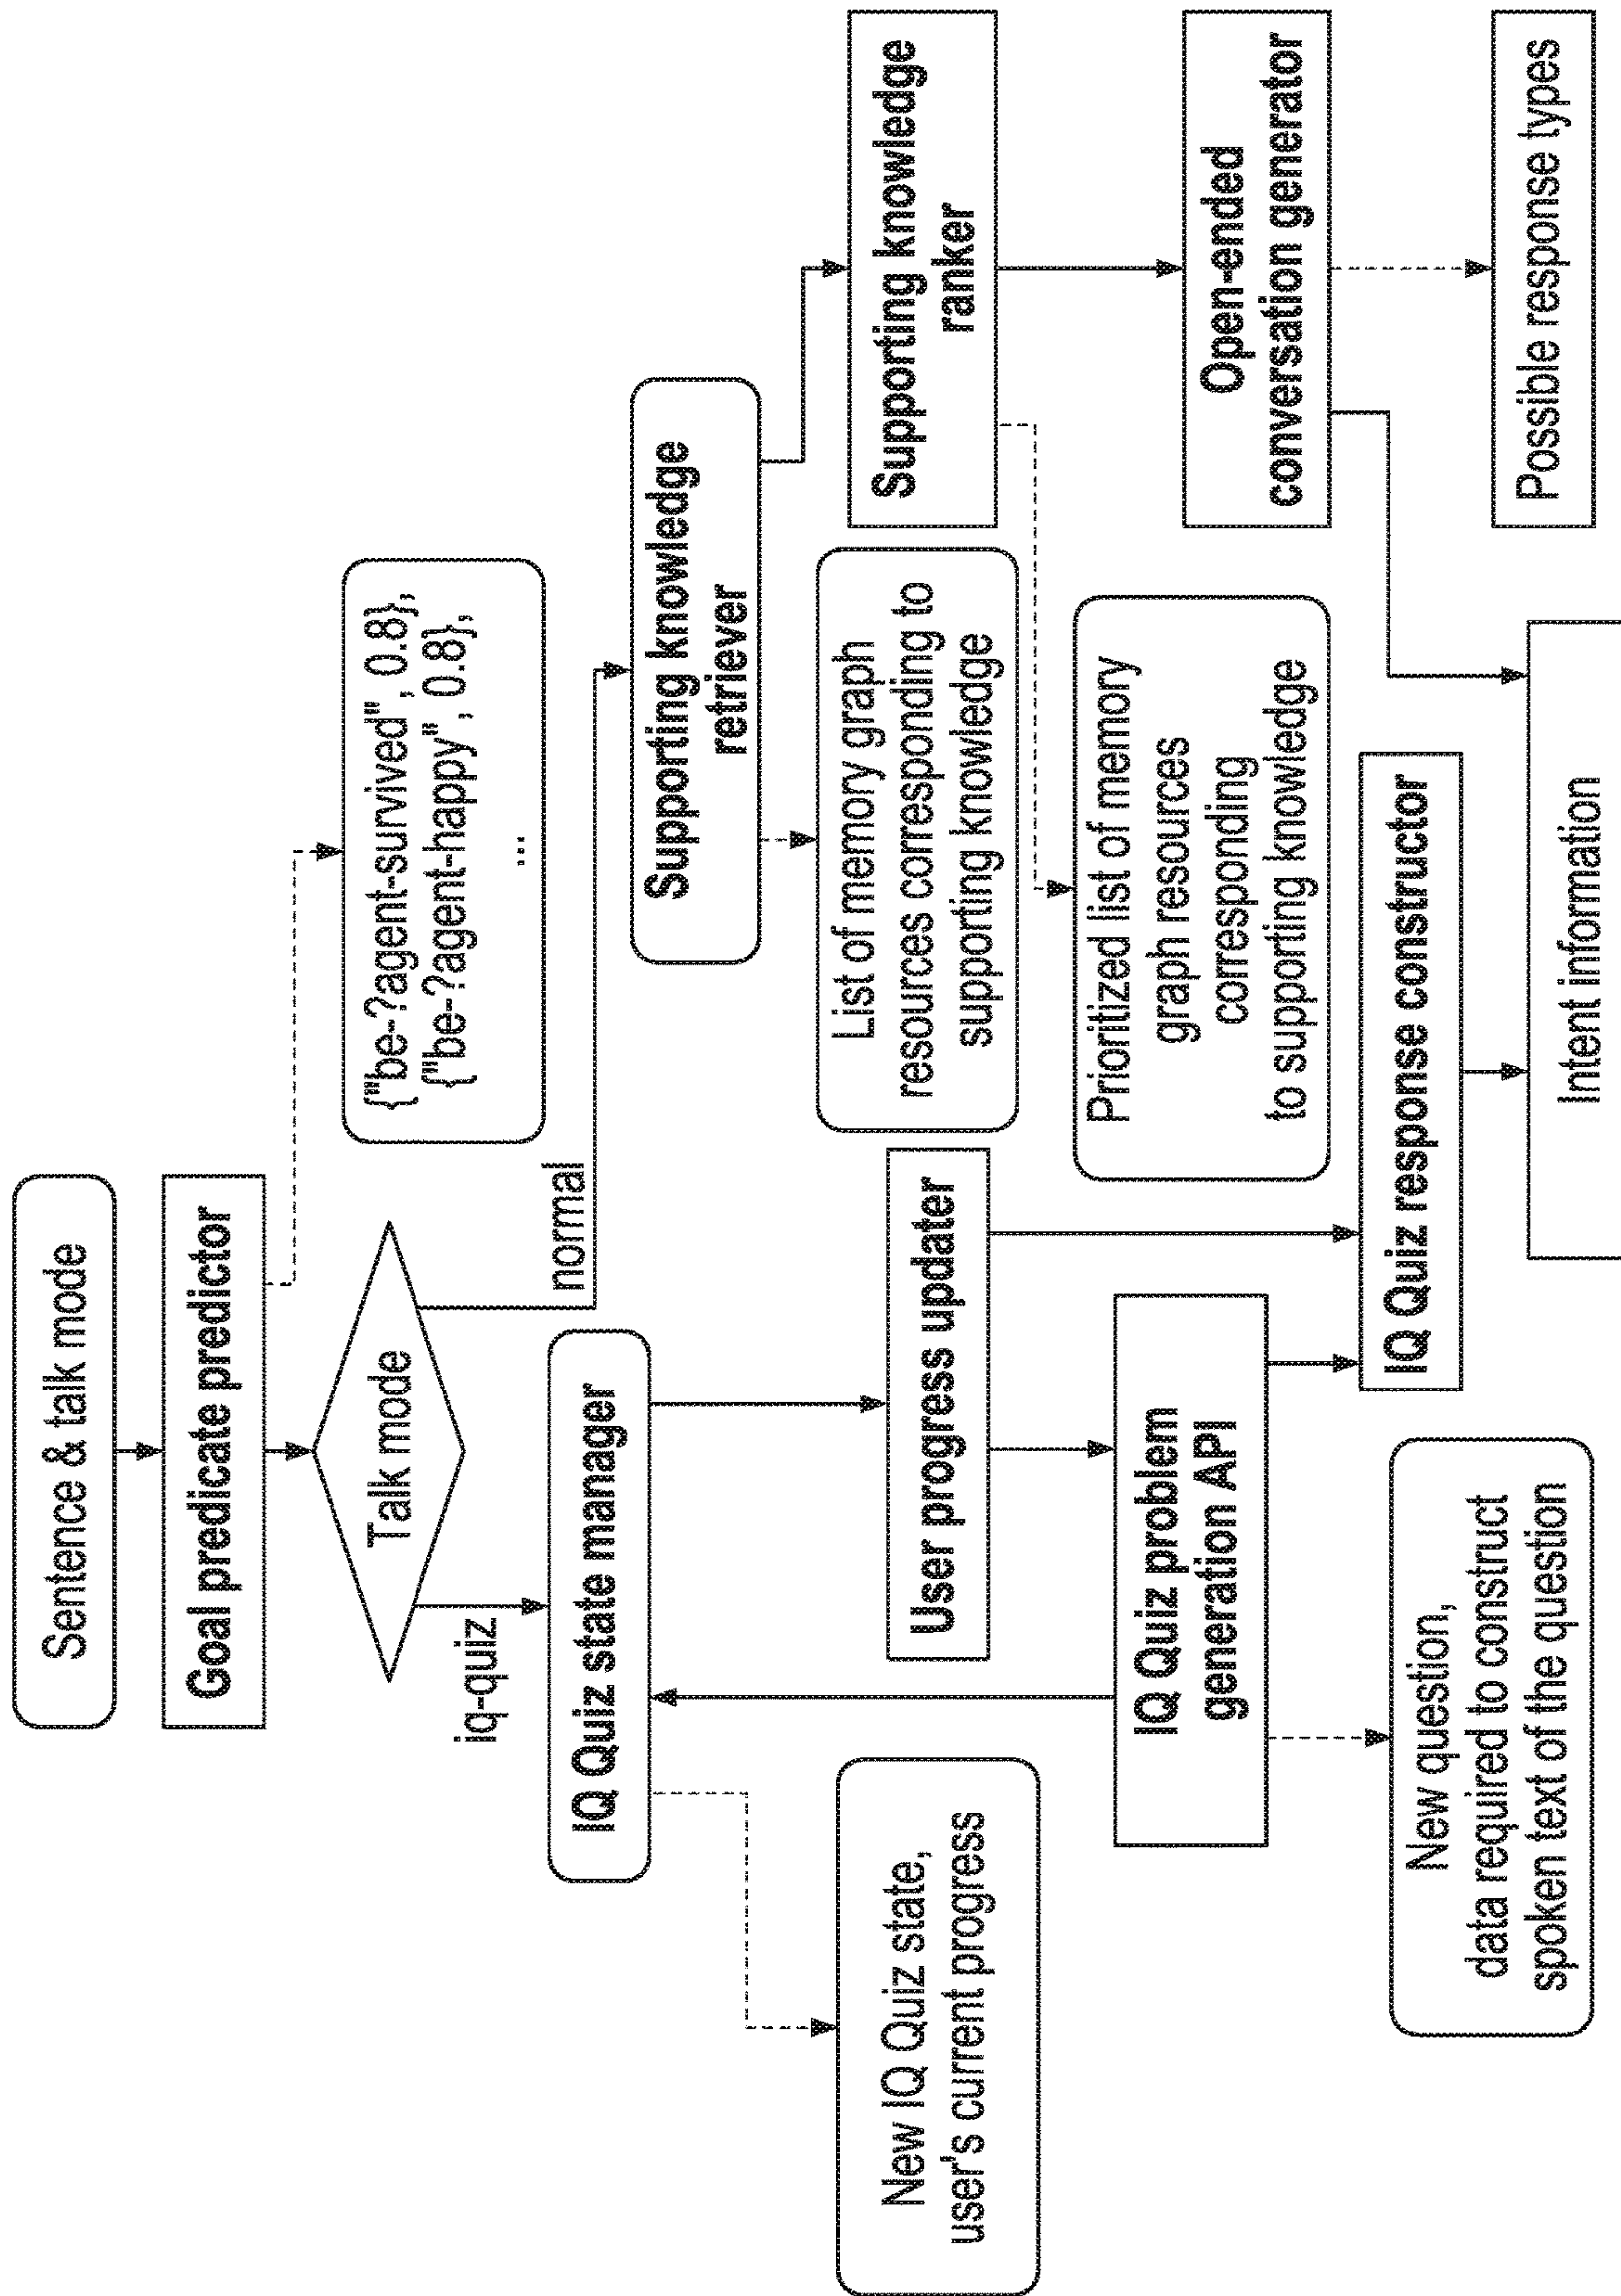 Sentence & talk mode
Goal predicate predictor
Talk mode
iq-quiz
normal
{"be-?agent-survived", 0.8},
{"be-?agent-happy", 0.8},
...
IQ Quiz state manager
Supporting knowledge
retriever
New IQ Quiz state,
user's current progress
User progress updater
List of memory graph
resources corresponding to
supporting knowledge
Supporting knowledge
ranker
IQ Quiz problem
generation API
Prioritized list of memory
graph resources
corresponding
to supporting knowledge
Open-ended
conversation generator
New question,
data required to construct
spoken text of the question
IQ Quiz response constructor
Intent information
Possible response types